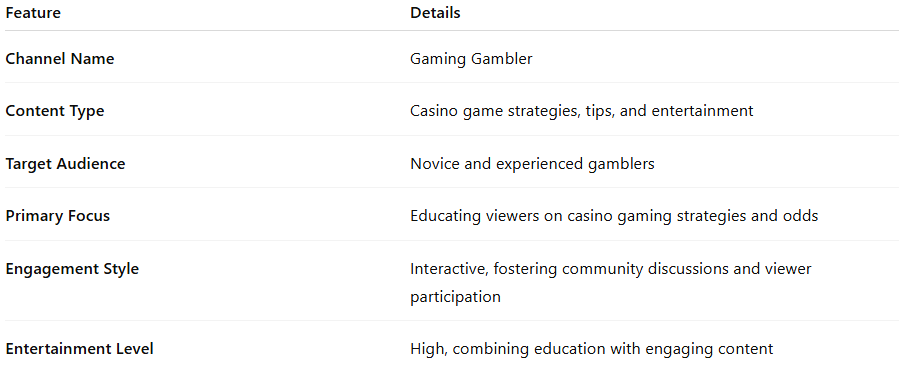 Feature Details
Channel Name Gaming Gambler
Content Type Casino game strategies, tips, and entertainment
Target Audience Novice and experienced gamblers
Primary Focus Educating viewers on casino gaming strategies and odds
Engagement Style Interactive, fostering community discussions and viewer
participation
Entertainment Level High, combining education with engaging content